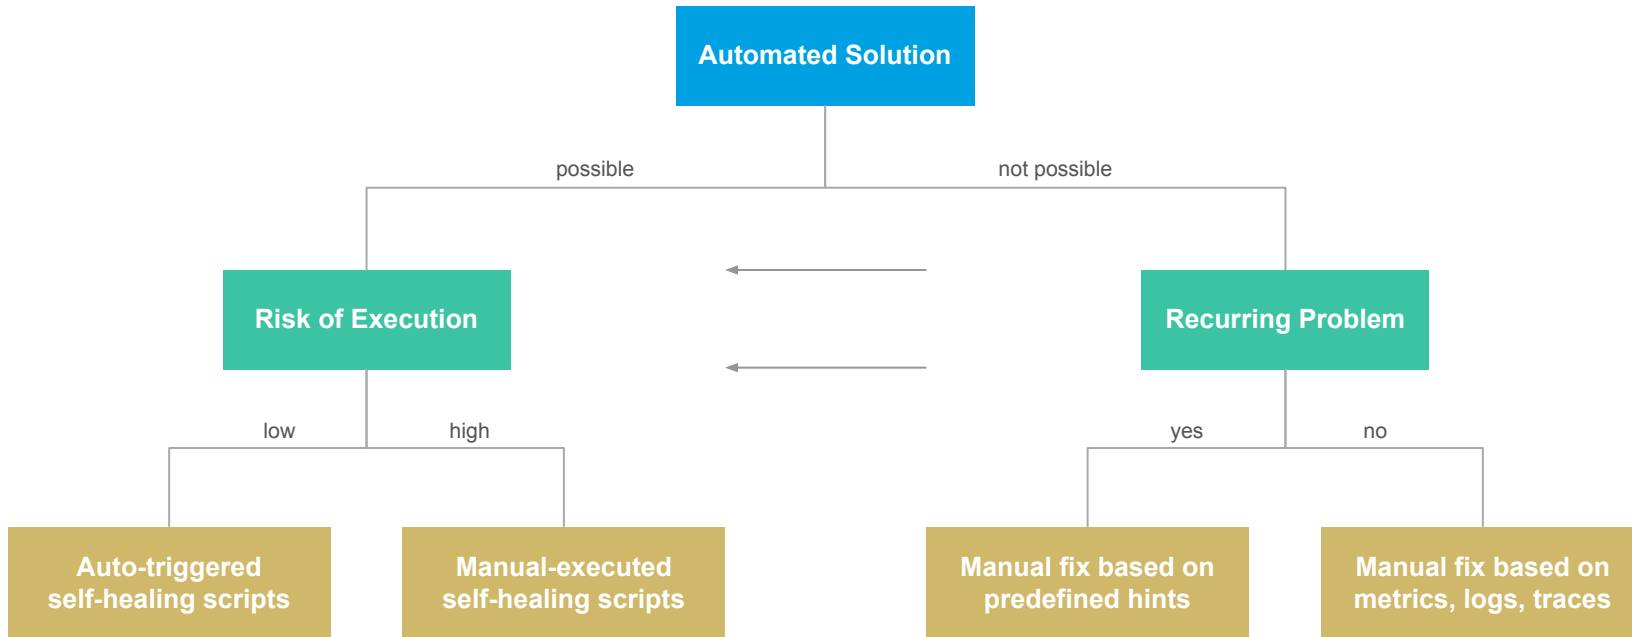 Automated Solution
possible
not possible
Risk of Execution
Recurring Problem
low
high
yes
no
Auto-triggered
self-healing scripts
Manual-executed
self-healing scripts
Manual fix based on
predefined hints
Manual fix based on
metrics, logs, traces